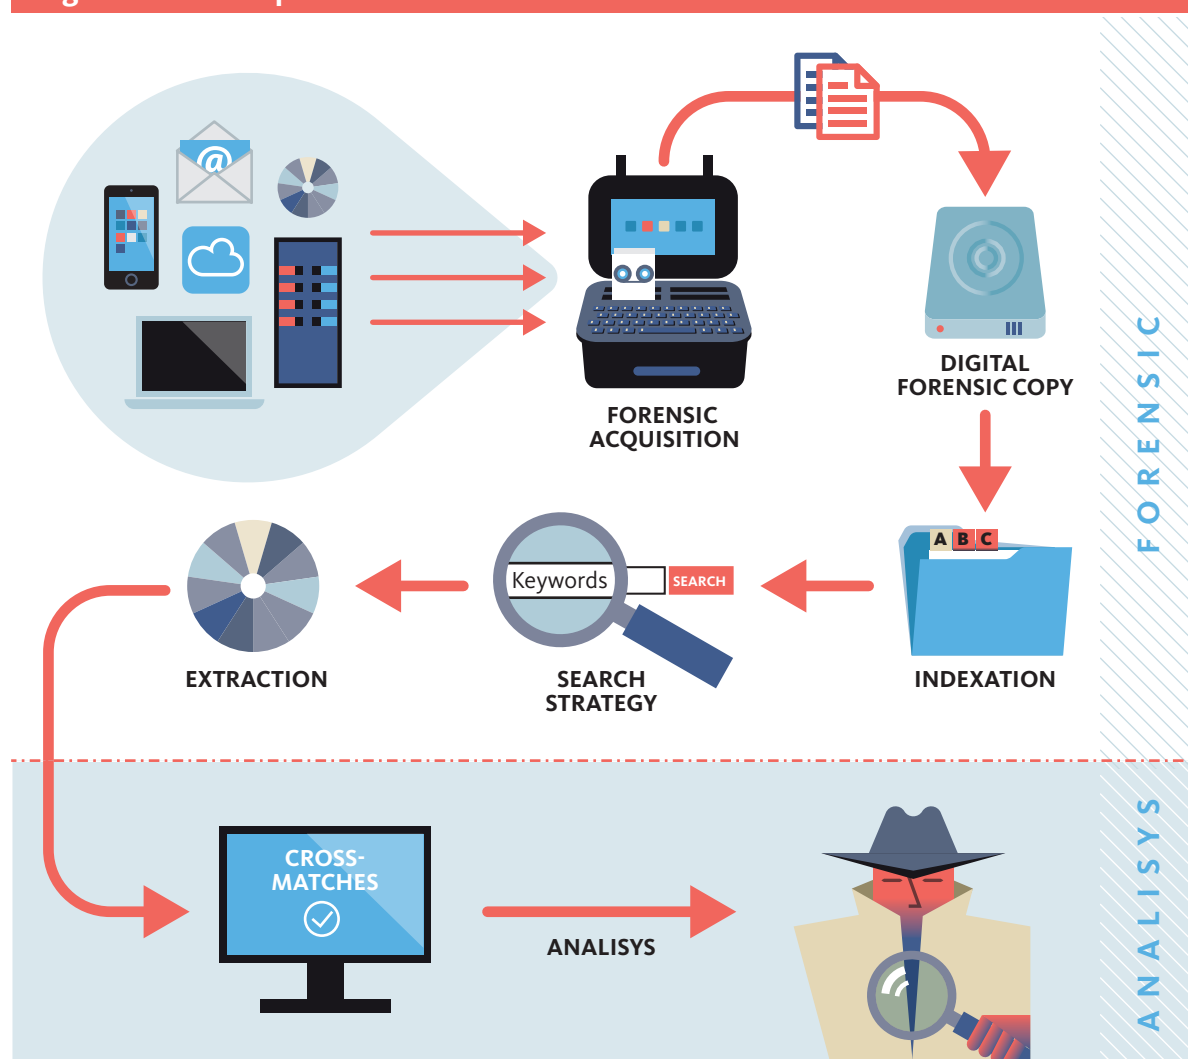 @
FORENSIC
ACQUISITION
DIGITAL
FORENSIC COPY
FORENSIC
A B C
INDEXATION
Keywords
SEARCH
SEARCH
STRATEGY
EXTRACTION
CROSS-
MATCHES
ANALISYS
ANALISYS